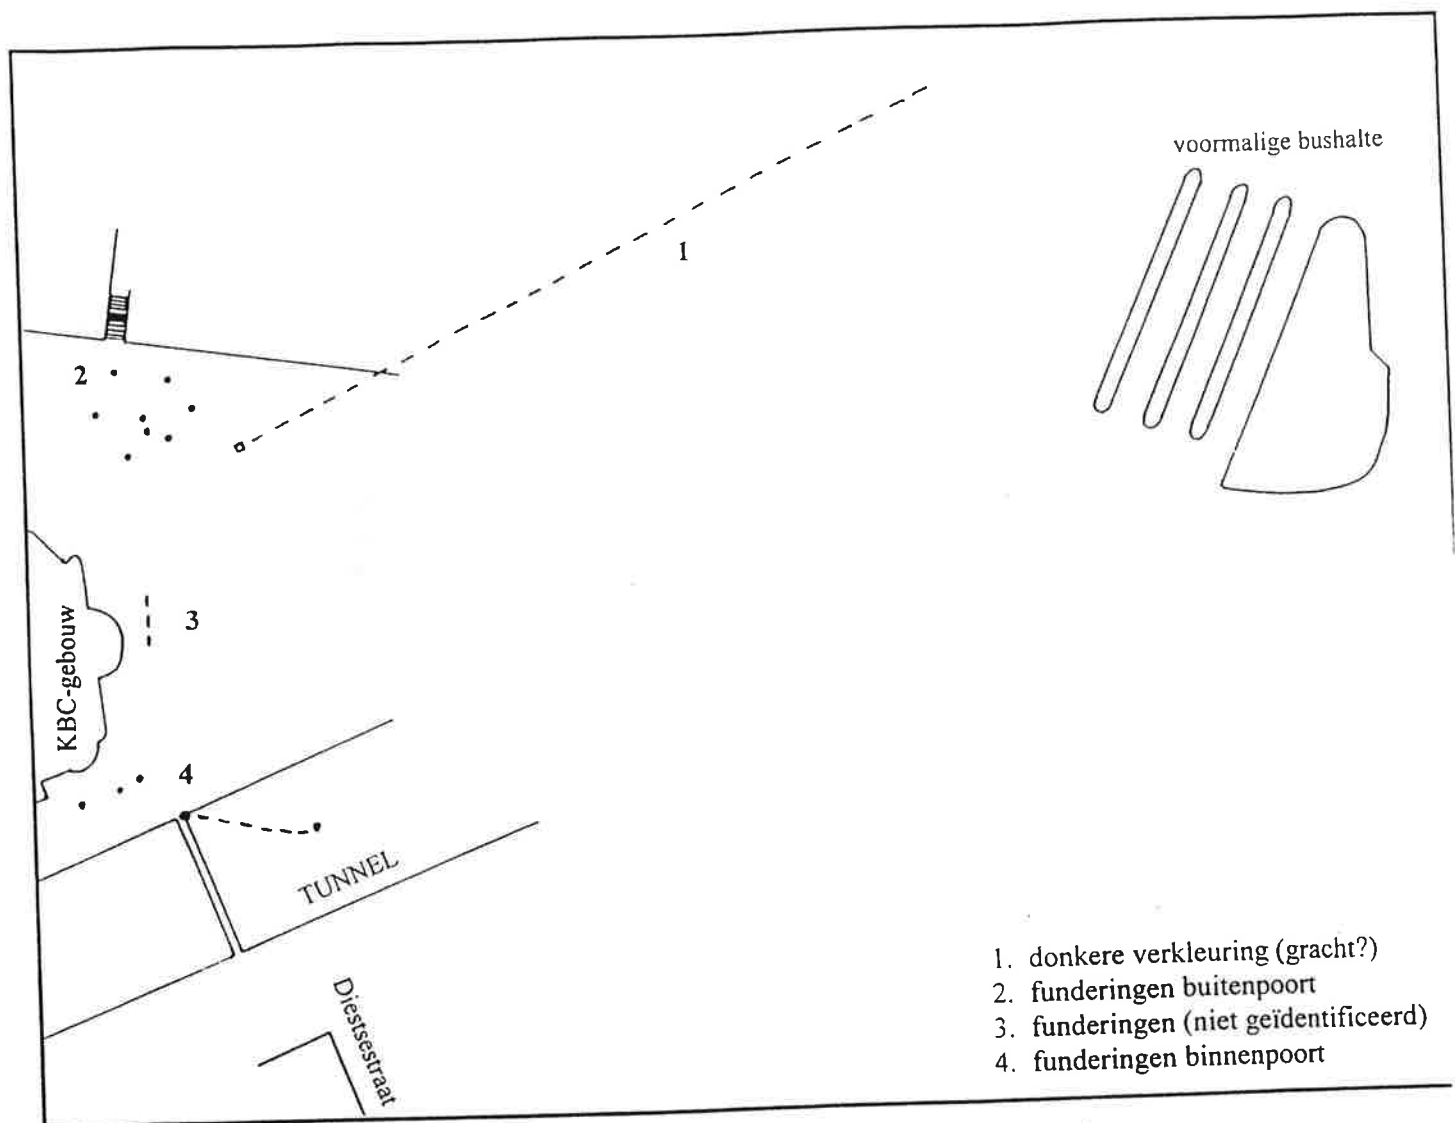 voormalige bushalte
1
2
3
KBC-gebouw
4
TUNNEL
Diestsestraat
1. donkere verkleuring (gracht?)
2. funderingen buitenpoort
3. funderingen (niet geïdentificeerd)
4. funderingen binnenpoort